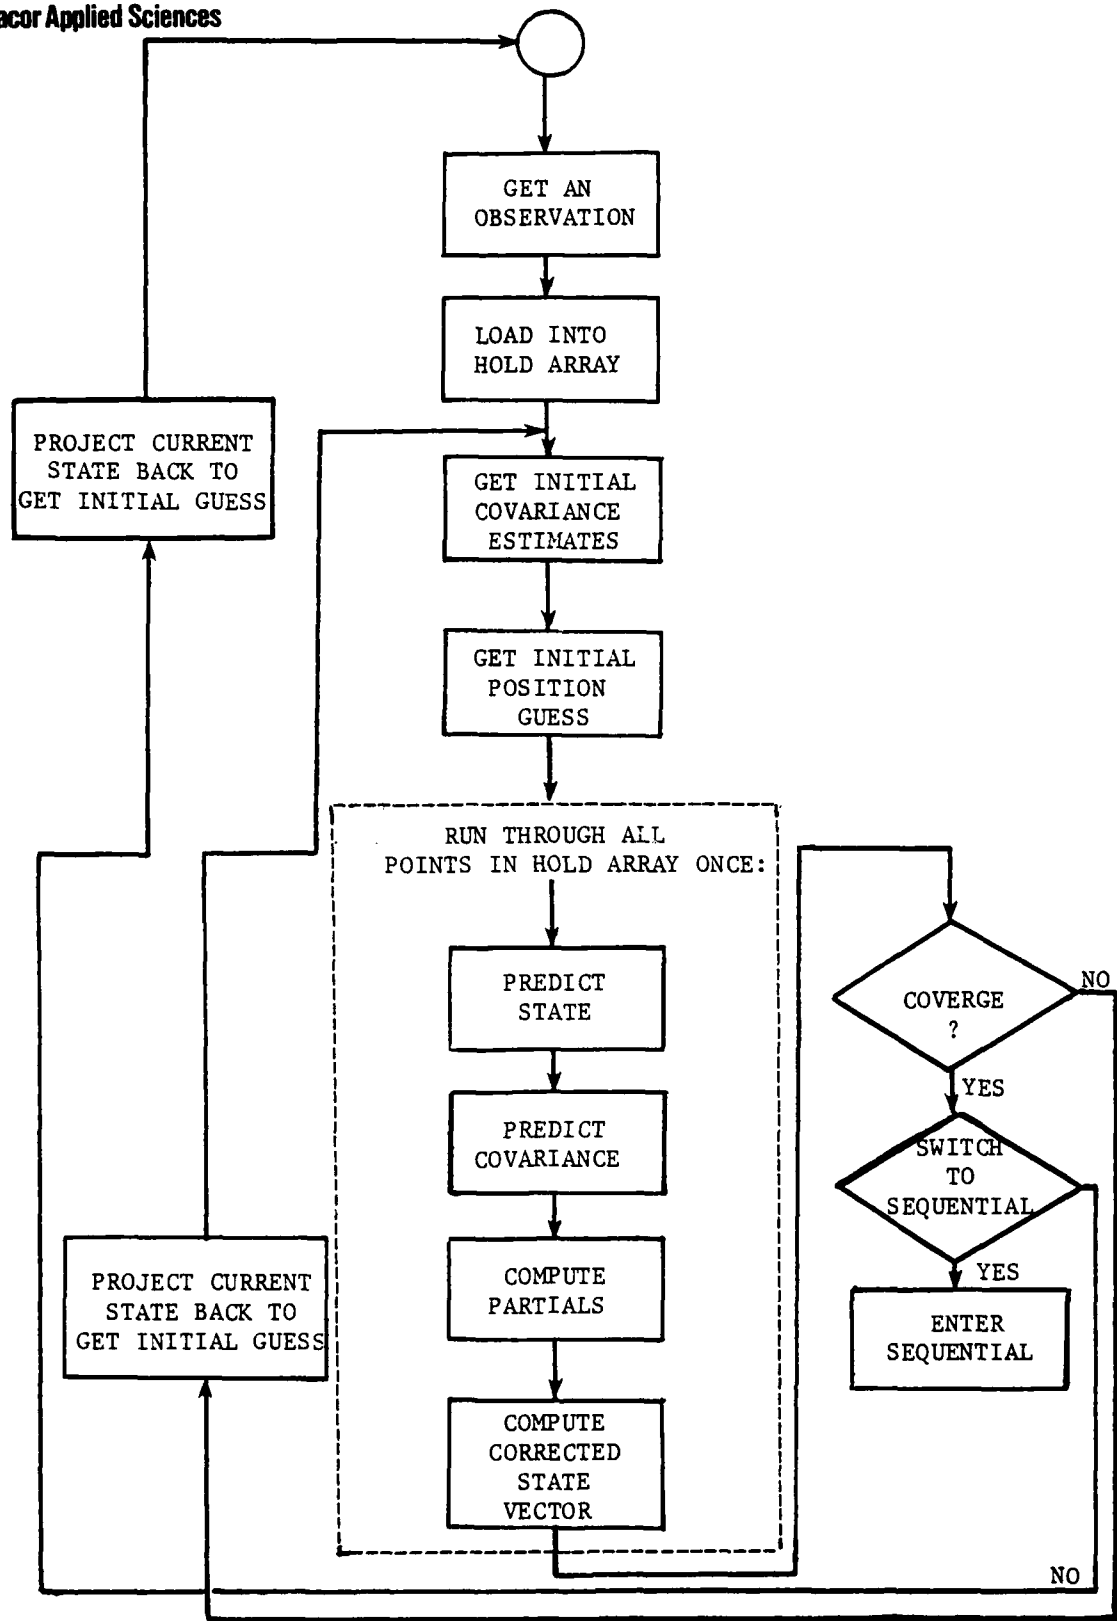 acor Applied Sciences
GET AN
OBSERVATION
LOAD INTO
HOLD ARRAY
PROJECT CURRENT
STATE BACK TO
GET INITIAL GUESS
GET INITIAL
COVARIANCE
ESTIMATES
GET INITIAL
POSITION
GUESS
RUN THROUGH ALL
POINTS IN HOLD ARRAY ONCE:
PREDICT
STATE
PREDICT
COVARIANCE
COMPUTE
PARTIALS
COMPUTE
CORRECTED
STATE
VECTOR
COVERGE
?
NO
YES
SWITCH
TO
SEQUENTIAL
YES
ENTER
SEQUENTIAL
NO
PROJECT CURRENT
STATE BACK TO
GET INITIAL GUESS